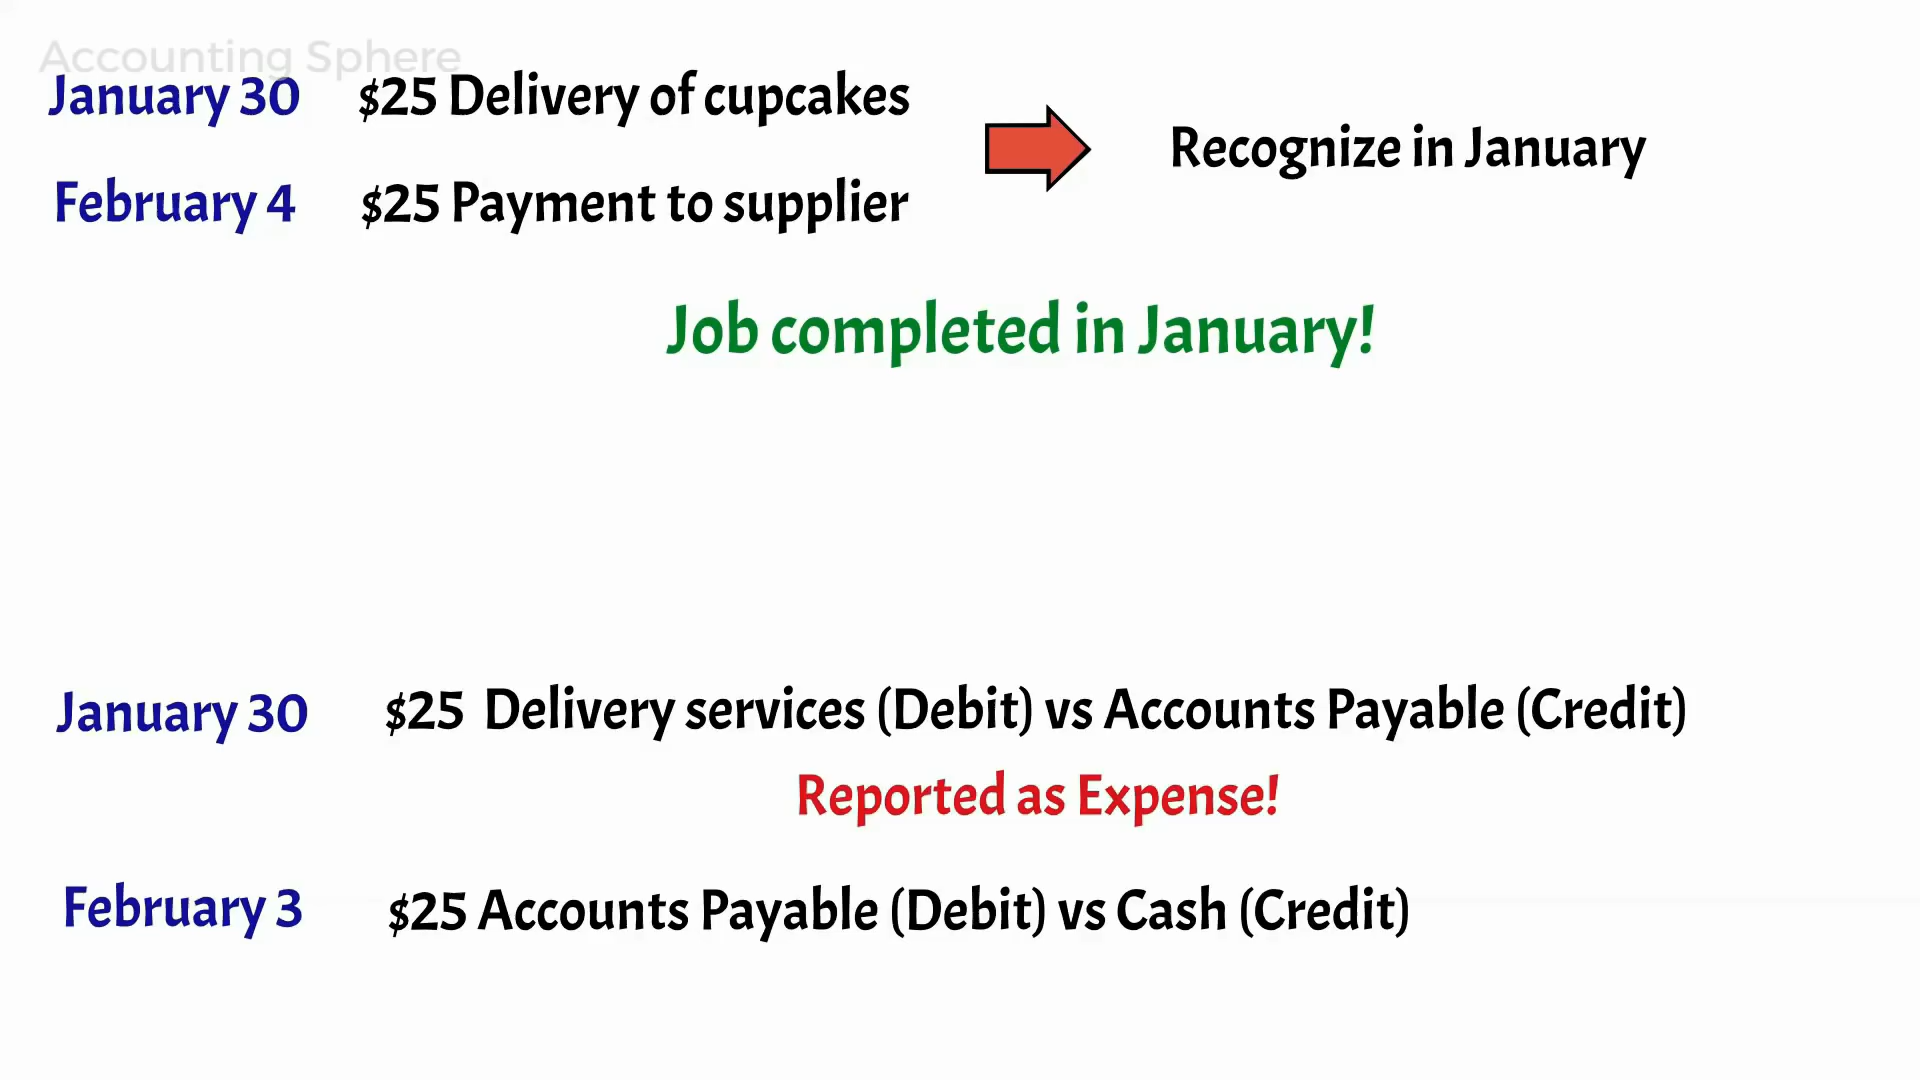 Accounting Sphere
January 30 $25 Delivery of cupcakes
Recognize in January
February 4 $25 Payment to supplier
Job completed in January!
January 30 $25 Delivery services (Debit) vs Accounts Payable (Credit)
Reported as Expense!
February 3 $25 Accounts Payable (Debit) vs Cash (Credit)